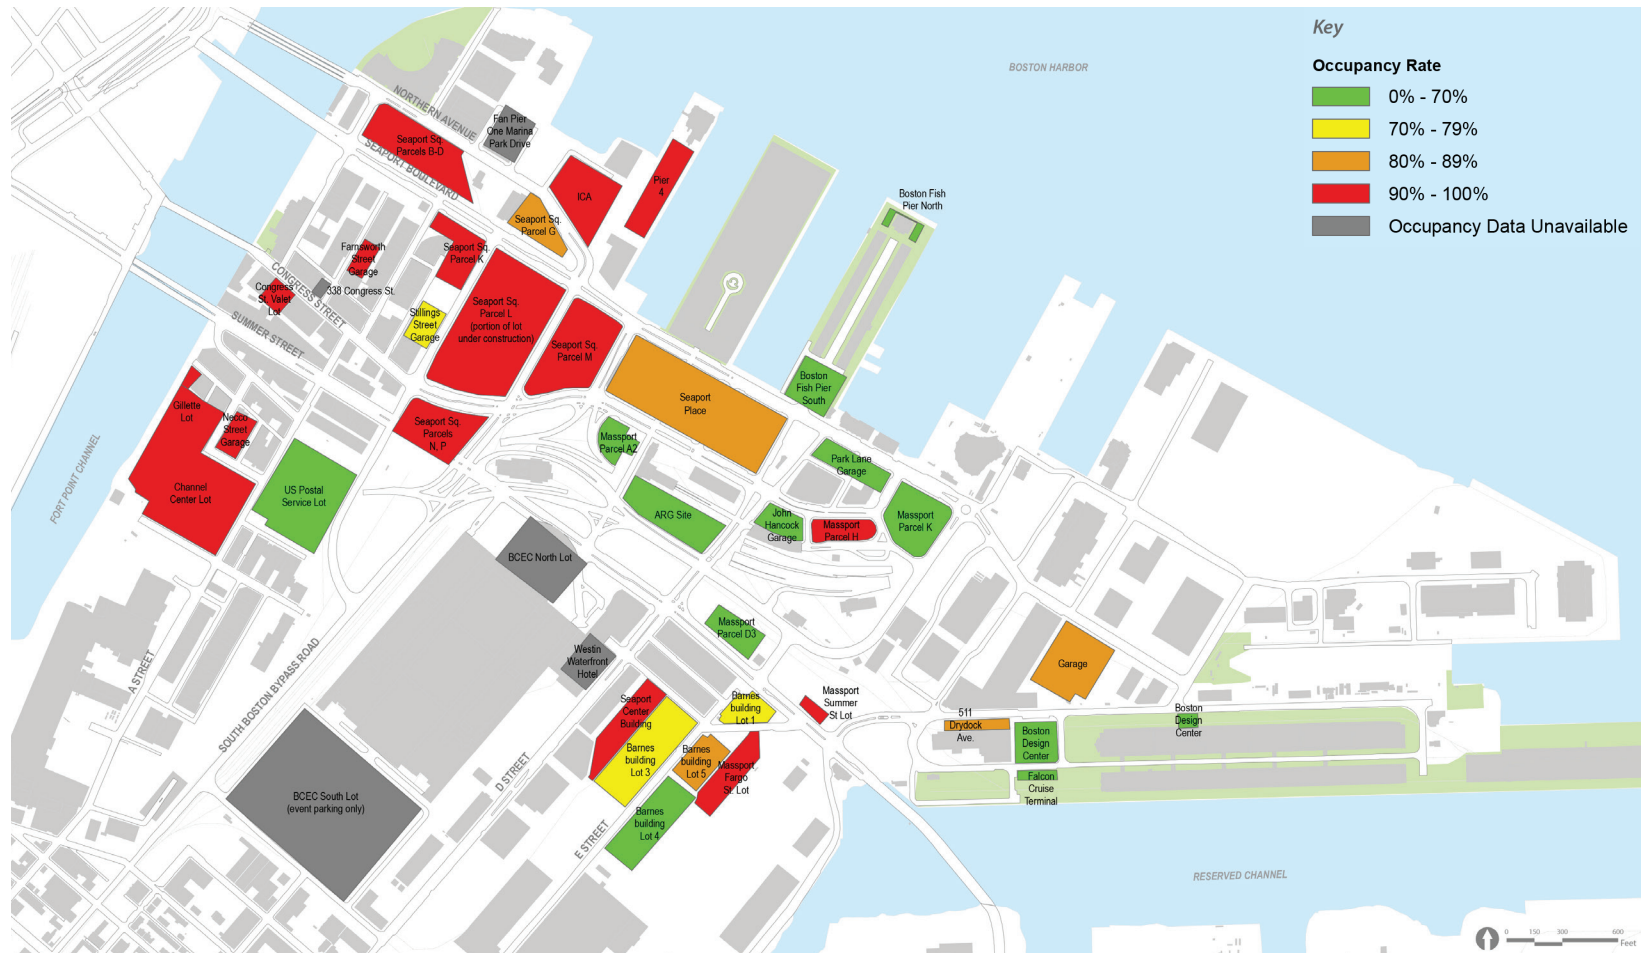 Key
Occupancy Rate
0% - 70%
70% - 79%
80% - 89%
90% - 100%
Occupancy Data Unavailable
BOSTON HARBOR
NORTHERN AVENUE
Fan Pier
One Marina
Park Drive
Seaport Sq.
Parcels B-D
SEAPORT BOULEVARD
ICA
Pier
4
Boston Fish
Pier North
Seaport Sq.
Parcel G
Farnsworth
Street
Garage
Seaport Sq.
Parcel K
CONGRESS STREET
Congress
St. Valet
Lot
338 Congress St.
SUMMER STREET
Stillings
Street
Garage
Seaport Sq.
Parcel L
(portion of lot
under construction)
Seaport Sq.
Parcel M
Seaport
Place
Boston
Fish Pier
South
Gillette
Lot
Necco
Street
Garage
Seaport Sq.
Parcels
N, P
Massport
Parcel A2
Park Lane
Garage
FORT POINT CHANNEL
Channel
Center Lot
US Postal
Service Lot
ARG Site
John
Hancock
Garage
Massport
Parcel H
Massport
Parcel K
BCEC North Lot
Massport
Parcel D3
Westin
Waterfront
Hotel
Garage
A STREET
SOUTH BOSTON BYPASS ROAD
Seaport
Center
Building
Barnes
building
Lot 1
Massport
Summer
St Lot
511
Drydock
Ave.
Boston
Design
Center
Boston
Design
Center
Barnes
building
Lot 3
Barnes
building
Lot 5
Massport
Fargo
St. Lot
Falcon
Cruise
Terminal
D STREET
BCEC South Lot
(event parking only)
Barnes
building
Lot 4
E STREET
RESERVED CHANNEL
0 150 300 600
Feet